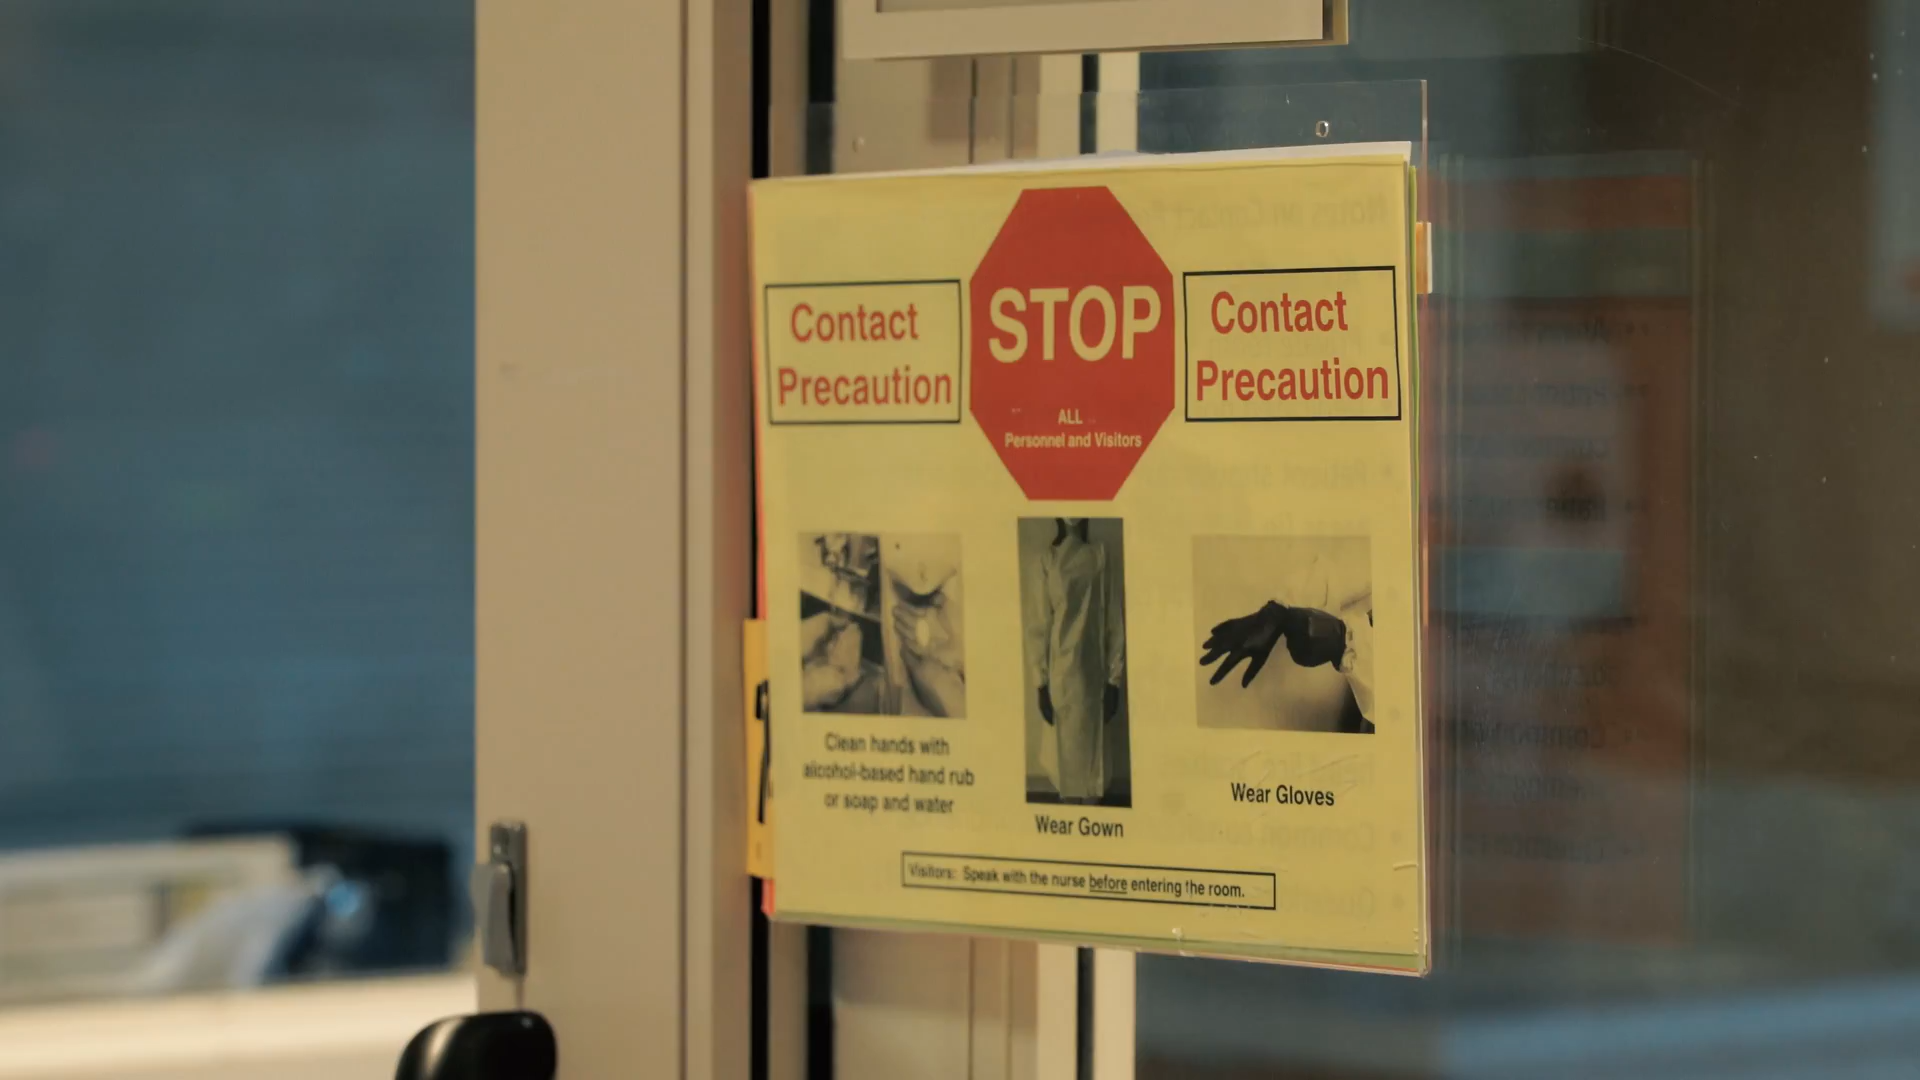 Contact
Precaution
STOP
ALL
Personnel and Visitors
Contact
Precaution
Clean hands with
alcohol-based hand rub
or soap and water
Wear Gown
Wear Gloves
Visitors: Speak with the nurse before entering the room.